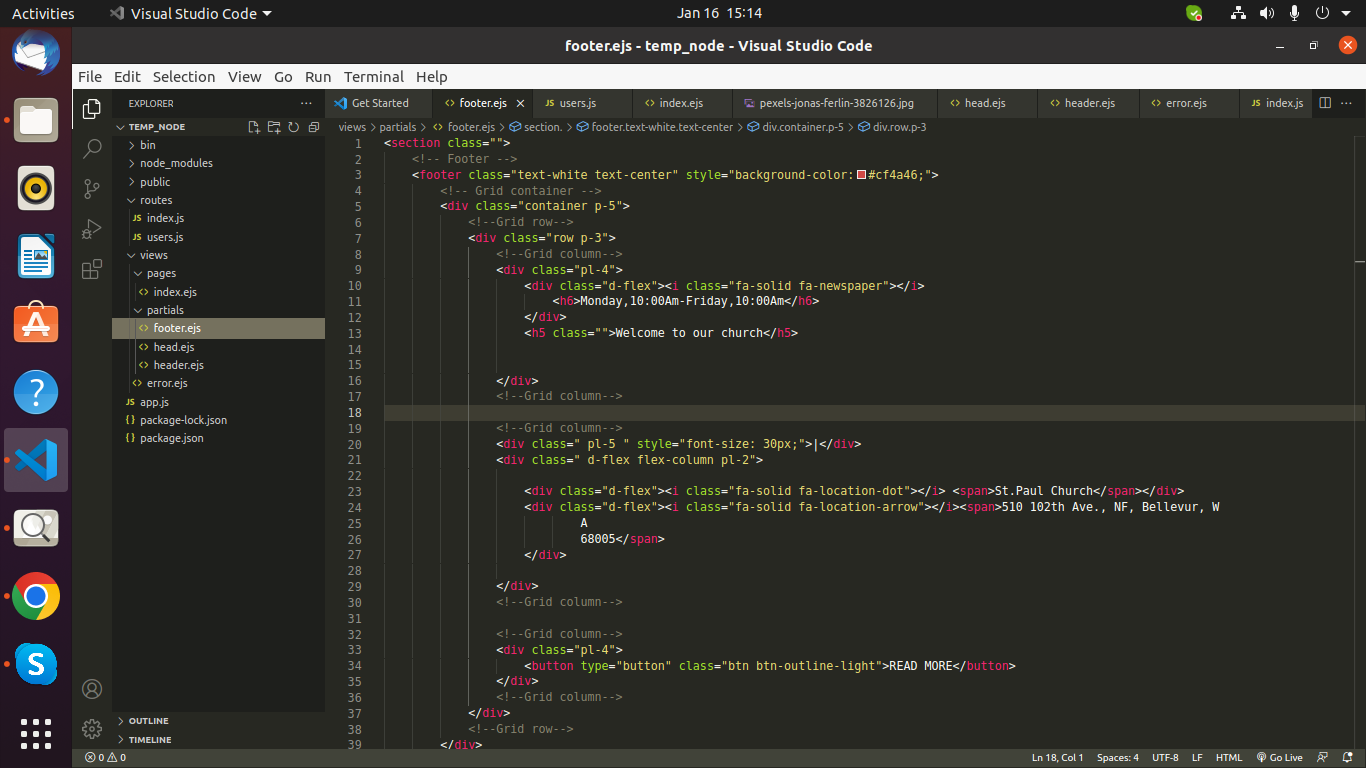 Activities
Visual Studio Code
Jan 16 15:14
footer.ejs - temp_node - Visual Studio Code
File Edit Selection View Go Run Terminal Help
EXPLORER
Get Started
footer.ejs
users.js
index.ejs
pexels-jonas-ferlin-3826126.jpg
head.ejs
header.ejs
error.ejs
JS index.js
TEMP_NODE
bin
node_modules
public
routes
JS index.js
JS users.js
views
pages
index.ejs
partials
footer.ejs
head.ejs
header.ejs
error.ejs
JS app.js
package-lock.json
package.json
OUTLINE
TIMELINE
views > partials > footer.ejs > section. > footer.text-white.text-center > div.container.p-5 > div.row.p-3
1 <section class="">
2 <!-- Footer -->
3 <footer class="text-white text-center" style="background-color: #cf4a46;">
4 <!-- Grid container -->
5 <div class="container p-5">
6 <!--Grid row-->
7 <div class="row p-3">
8 <!--Grid column-->
9 <div class="pl-4">
10 <div class="d-flex"><i class="fa-solid fa-newspaper"></i>
11 <h6>Monday,10:00Am-Friday,10:00Am</h6>
12 </div>
13 <h5 class="">Welcome to our church</h5>
14
15
16 </div>
17 <!--Grid column-->
18
19 <!--Grid column-->
20 <div class=" pl-5 " style="font-size: 30px;">|</div>
21 <div class=" d-flex flex-column pl-2">
22
23 <div class="d-flex"><i class="fa-solid fa-location-dot"></i> <span>St.Paul Church</span></div>
24 <div class="d-flex"><i class="fa-solid fa-location-arrow"></i><span>510 102th Ave., NF, Bellevur, W
25 A
26 68005</span>
27 </div>
28
29 </div>
30 <!--Grid column-->
31
32 <!--Grid column-->
33 <div class="pl-4">
34 <button type="button" class="btn btn-outline-light">READ MORE</button>
35 </div>
36 <!--Grid column-->
37 </div>
38 <!--Grid row-->
39 </div>
0 0
Ln 18, Col 1 Spaces: 4 UTF-8 LF HTML Go Live